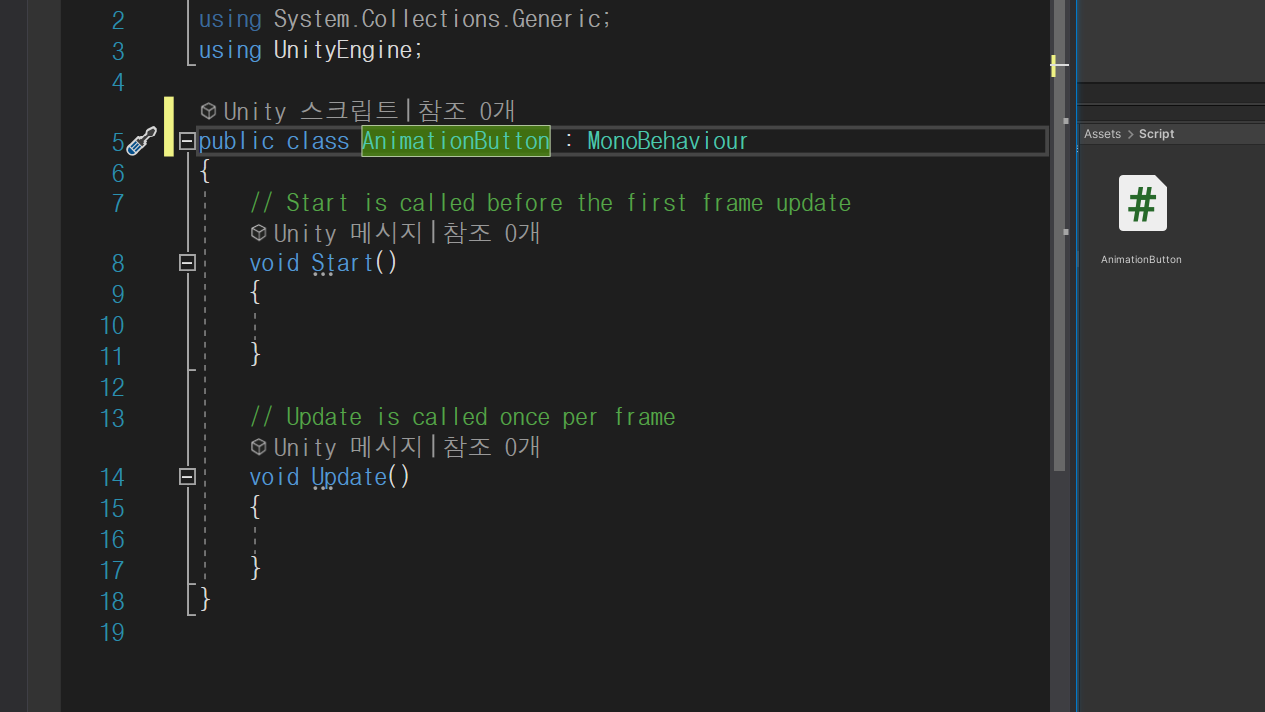 2 using System.Collections.Generic;
3 using UnityEngine;
4
Unity 스크립트|참조 0개
5 public class AnimationButton : MonoBehaviour
6 {
7 // Start is called before the first frame update
Unity 메시지|참조 0개
8 void Start()
9 {
10
11 }
12
13 // Update is called once per frame
Unity 메시지|참조 0개
14 void Update()
15 {
16
17 }
18 }
19
Assets > Script
#
AnimationButton